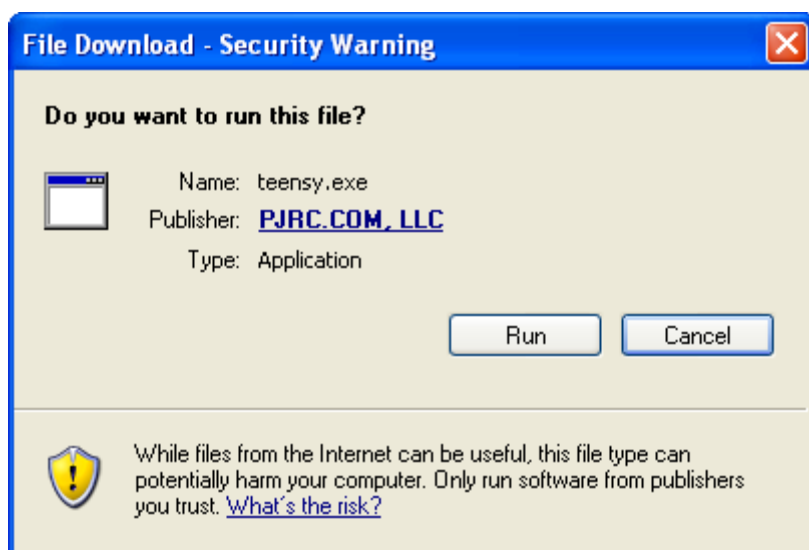 File Download - Security Warning
Do you want to run this file?
Name: teensy.exe
Publisher: PJRC.COM, LLC
Type: Application
Run Cancel
While files from the Internet can be useful, this file type can
potentially harm your computer. Only run software from publishers
you trust. What's the risk?